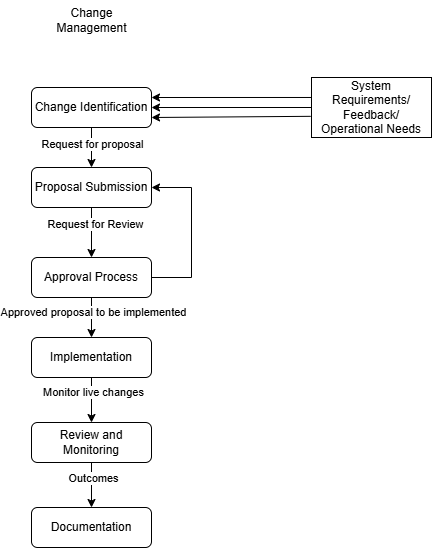 Change
Management
System
Requirements/
Feedback/
Operational Needs
Change Identification
Request for proposal
Proposal Submission
Request for Review
Approval Process
Approved proposal to be implemented
Implementation
Monitor live changes
Review and
Monitoring
Outcomes
Documentation